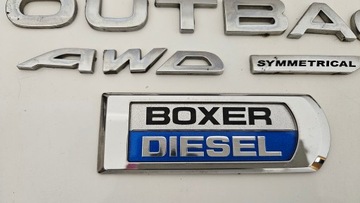 OUTBA
AWD
SYMMETRICAL
BOXER
DIESEL